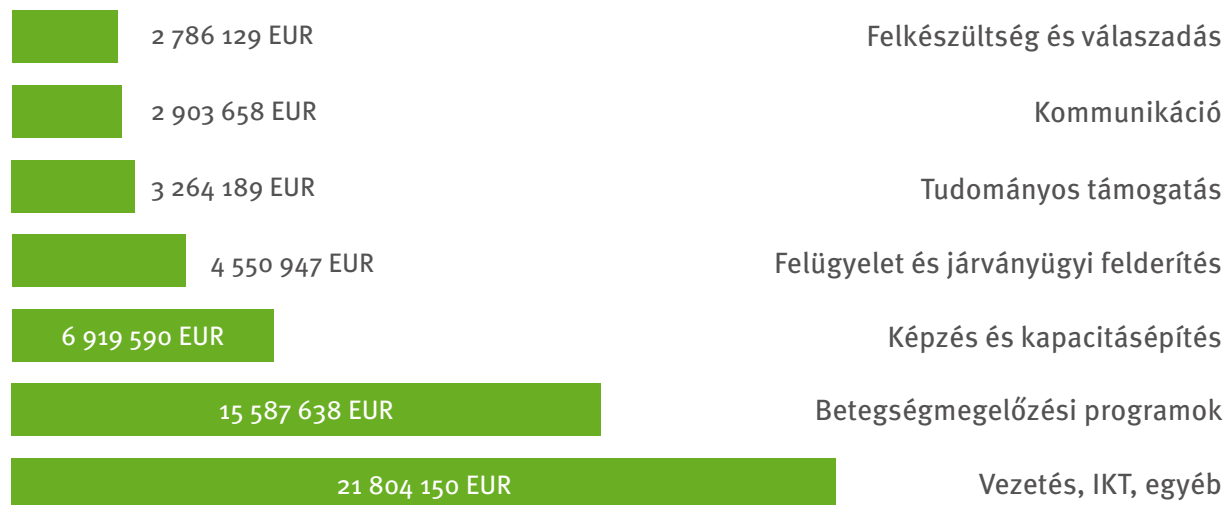 2 786 129 EUR Felkészültség és válaszadás
2 903 658 EUR Kommunikáció
3 264 189 EUR Tudományos támogatás
4 550 947 EUR Felügyelet és járványügyi felderítés
6 919 590 EUR Képzés és kapacitásépítés
15 587 638 EUR Betegségmegelőzési programok
21 804 150 EUR Vezetés, IKT, egyéb